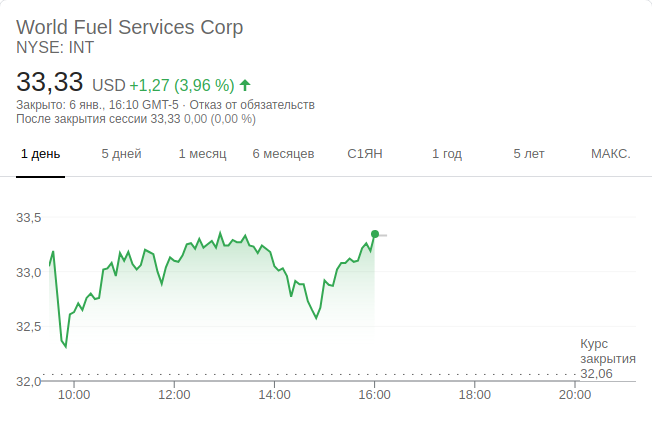 World Fuel Services Corp
NYSE: INT
33,33 USD +1,27 (3,96 %)
Закрыто: 6 янв., 16:10 GMT-5 · Отказ от обязательств
После закрытия сессии 33,33 0,00 (0,00 %)
1 день 5 дней 1 месяц 6 месяцев С1ЯН 1 год 5 лет МАКС.
33,5
33,0
32,5
Курс
закрытия
32,06
32,0
10:00 12:00 14:00 16:00 18:00 20:00